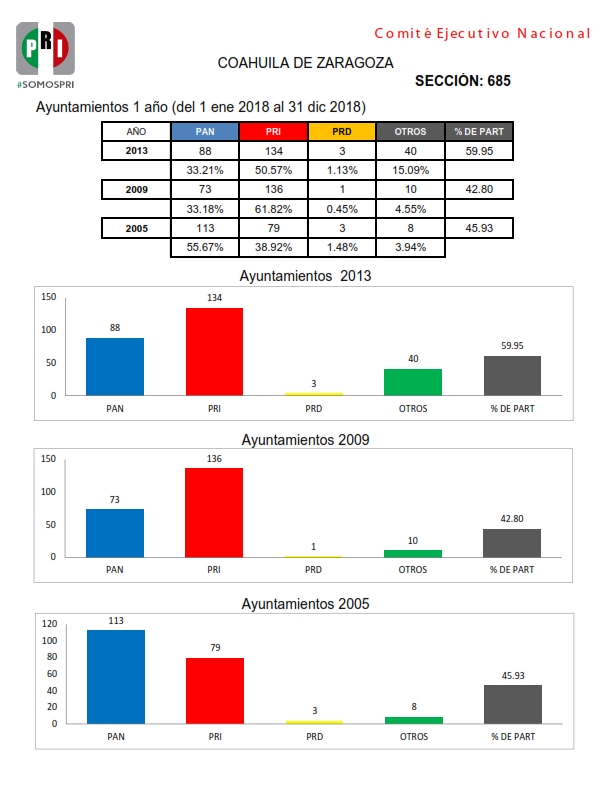 PRI
#SOMOSPRI
Comité Ejecutivo Nacional
COAHUILA DE ZARAGOZA
SECCIÓN: 685
Ayuntamientos 1 año (del 1 ene 2018 al 31 dic 2018)
AÑO PAN PRI PRD OTROS % DE PART
2013 88 134 3 40 59.95
33.21% 50.57% 1.13% 15.09%
2009 73 136 1 10 42.80
33.18% 61.82% 0.45% 4.55%
2005 113 79 3 8 45.93
55.67% 38.92% 1.48% 3.94%
Ayuntamientos 2013
150
100
50
0
88 134 3 40 59.95
PAN PRI PRD OTROS % DE PART
Ayuntamientos 2009
150
100
50
0
73 136 1 10 42.80
PAN PRI PRD OTROS % DE PART
Ayuntamientos 2005
120
100
80
60
40
20
0
113 79 3 8 45.93
PAN PRI PRD OTROS % DE PART